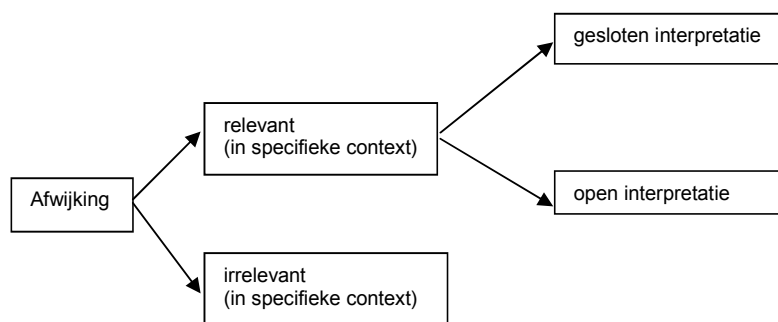 Afwijking
relevant
(in specifieke context)
irrelevant
(in specifieke context)
gesloten interpretatie
open interpretatie